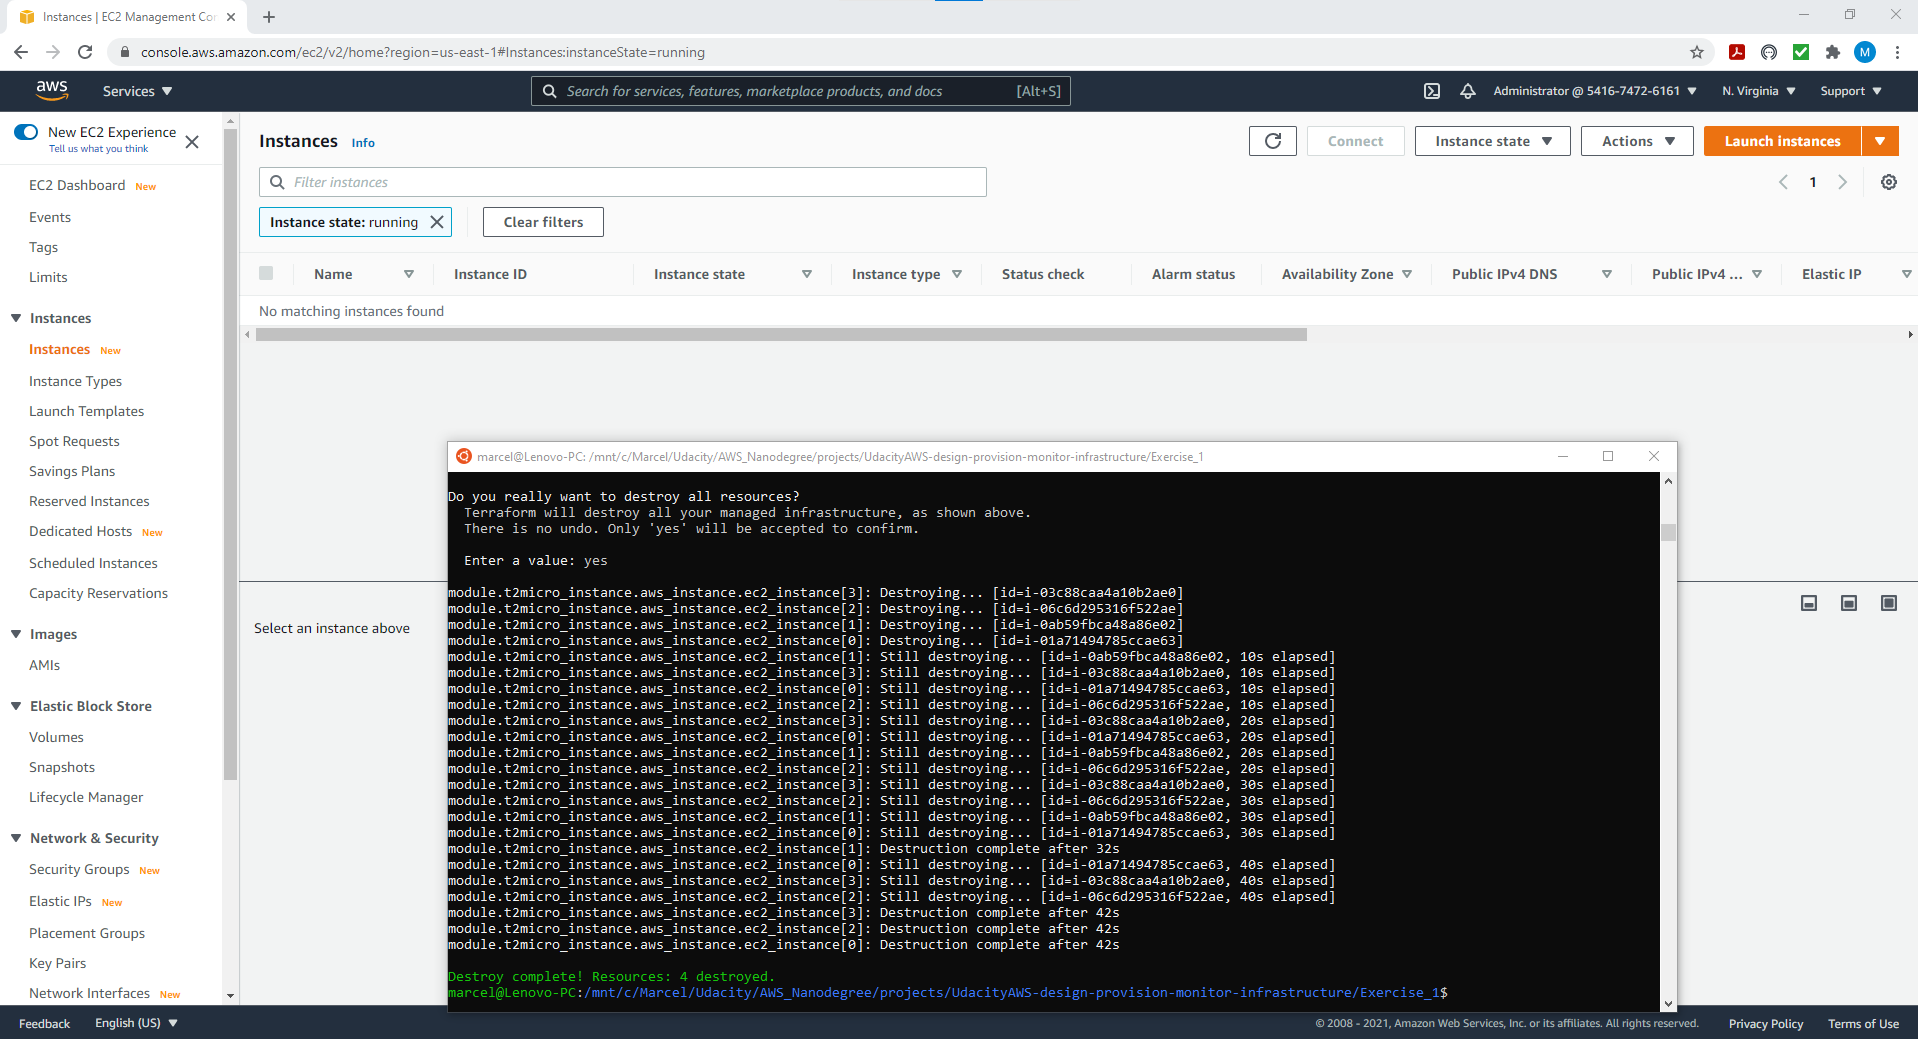 Instances | EC2 Management Cor
console.aws.amazon.com/ec2/v2/home?region=us-east-1#Instances:instanceState=running
M
aws
Services
Search for services, features, marketplace products, and docs
[Alt+S]
Administrator @ 5416-7472-6161
N. Virginia
Support
New EC2 Experience
Tell us what you think
EC2 Dashboard New
Events
Tags
Limits
Instances
Instances New
Instance Types
Launch Templates
Spot Requests
Savings Plans
Reserved Instances
Dedicated Hosts New
Scheduled Instances
Capacity Reservations
Images
AMIs
Elastic Block Store
Volumes
Snapshots
Lifecycle Manager
Network & Security
Security Groups New
Elastic IPs New
Placement Groups
Key Pairs
Network Interfaces New
Instances Info
Connect
Instance state
Actions
Launch instances
Filter instances
1
Instance state: running
Clear filters
Name
Instance ID
Instance state
Instance type
Status check
Alarm status
Availability Zone
Public IPv4 DNS
Public IPv4 ...
Elastic IP
No matching instances found
Select an instance above
marcel@Lenovo-PC: /mnt/c/Marcel/Udacity/AWS_Nanodegree/projects/UdacityAWS-design-provision-monitor-infrastructure/Exercise_1
Do you really want to destroy all resources?
Terraform will destroy all your managed infrastructure, as shown above.
There is no undo. Only 'yes' will be accepted to confirm.
Enter a value: yes
module.t2micro_instance.aws_instance.ec2_instance[3]: Destroying... [id=i-03c88caa4a10b2ae0]
module.t2micro_instance.aws_instance.ec2_instance[2]: Destroying... [id=i-06c6d295316f522ae]
module.t2micro_instance.aws_instance.ec2_instance[1]: Destroying... [id=i-0ab59fbca48a86e02]
module.t2micro_instance.aws_instance.ec2_instance[0]: Destroying... [id=i-01a71494785ccae63]
module.t2micro_instance.aws_instance.ec2_instance[1]: Still destroying... [id=i-0ab59fbca48a86e02, 10s elapsed]
module.t2micro_instance.aws_instance.ec2_instance[3]: Still destroying... [id=i-03c88caa4a10b2ae0, 10s elapsed]
module.t2micro_instance.aws_instance.ec2_instance[0]: Still destroying... [id=i-01a71494785ccae63, 10s elapsed]
module.t2micro_instance.aws_instance.ec2_instance[2]: Still destroying... [id=i-06c6d295316f522ae, 10s elapsed]
module.t2micro_instance.aws_instance.ec2_instance[3]: Still destroying... [id=i-03c88caa4a10b2ae0, 20s elapsed]
module.t2micro_instance.aws_instance.ec2_instance[0]: Still destroying... [id=i-01a71494785ccae63, 20s elapsed]
module.t2micro_instance.aws_instance.ec2_instance[1]: Still destroying... [id=i-0ab59fbca48a86e02, 20s elapsed]
module.t2micro_instance.aws_instance.ec2_instance[2]: Still destroying... [id=i-06c6d295316f522ae, 20s elapsed]
module.t2micro_instance.aws_instance.ec2_instance[3]: Still destroying... [id=i-03c88caa4a10b2ae0, 30s elapsed]
module.t2micro_instance.aws_instance.ec2_instance[2]: Still destroying... [id=i-06c6d295316f522ae, 30s elapsed]
module.t2micro_instance.aws_instance.ec2_instance[1]: Still destroying... [id=i-0ab59fbca48a86e02, 30s elapsed]
module.t2micro_instance.aws_instance.ec2_instance[0]: Still destroying... [id=i-01a71494785ccae63, 30s elapsed]
module.t2micro_instance.aws_instance.ec2_instance[1]: Destruction complete after 32s
module.t2micro_instance.aws_instance.ec2_instance[0]: Still destroying... [id=i-01a71494785ccae63, 40s elapsed]
module.t2micro_instance.aws_instance.ec2_instance[3]: Still destroying... [id=i-03c88caa4a10b2ae0, 40s elapsed]
module.t2micro_instance.aws_instance.ec2_instance[2]: Still destroying... [id=i-06c6d295316f522ae, 40s elapsed]
module.t2micro_instance.aws_instance.ec2_instance[3]: Destruction complete after 42s
module.t2micro_instance.aws_instance.ec2_instance[2]: Destruction complete after 42s
module.t2micro_instance.aws_instance.ec2_instance[0]: Destruction complete after 42s
Destroy complete! Resources: 4 destroyed.
marcel@Lenovo-PC:/mnt/c/Marcel/Udacity/AWS_Nanodegree/projects/UdacityAWS-design-provision-monitor-infrastructure/Exercise_1$
Feedback
English (US)
© 2008 - 2021, Amazon Web Services, Inc. or its affiliates. All rights reserved.
Privacy Policy
Terms of Use